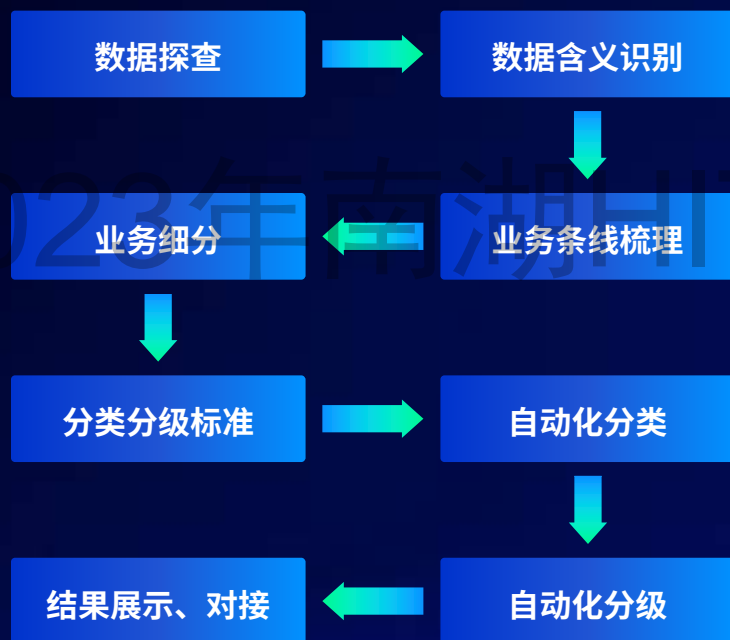 数据探查
数据含义识别
业务细分
业务条线梳理
2023年南湖HIT
分类分级标准
自动化分类
结果展示、对接
自动化分级